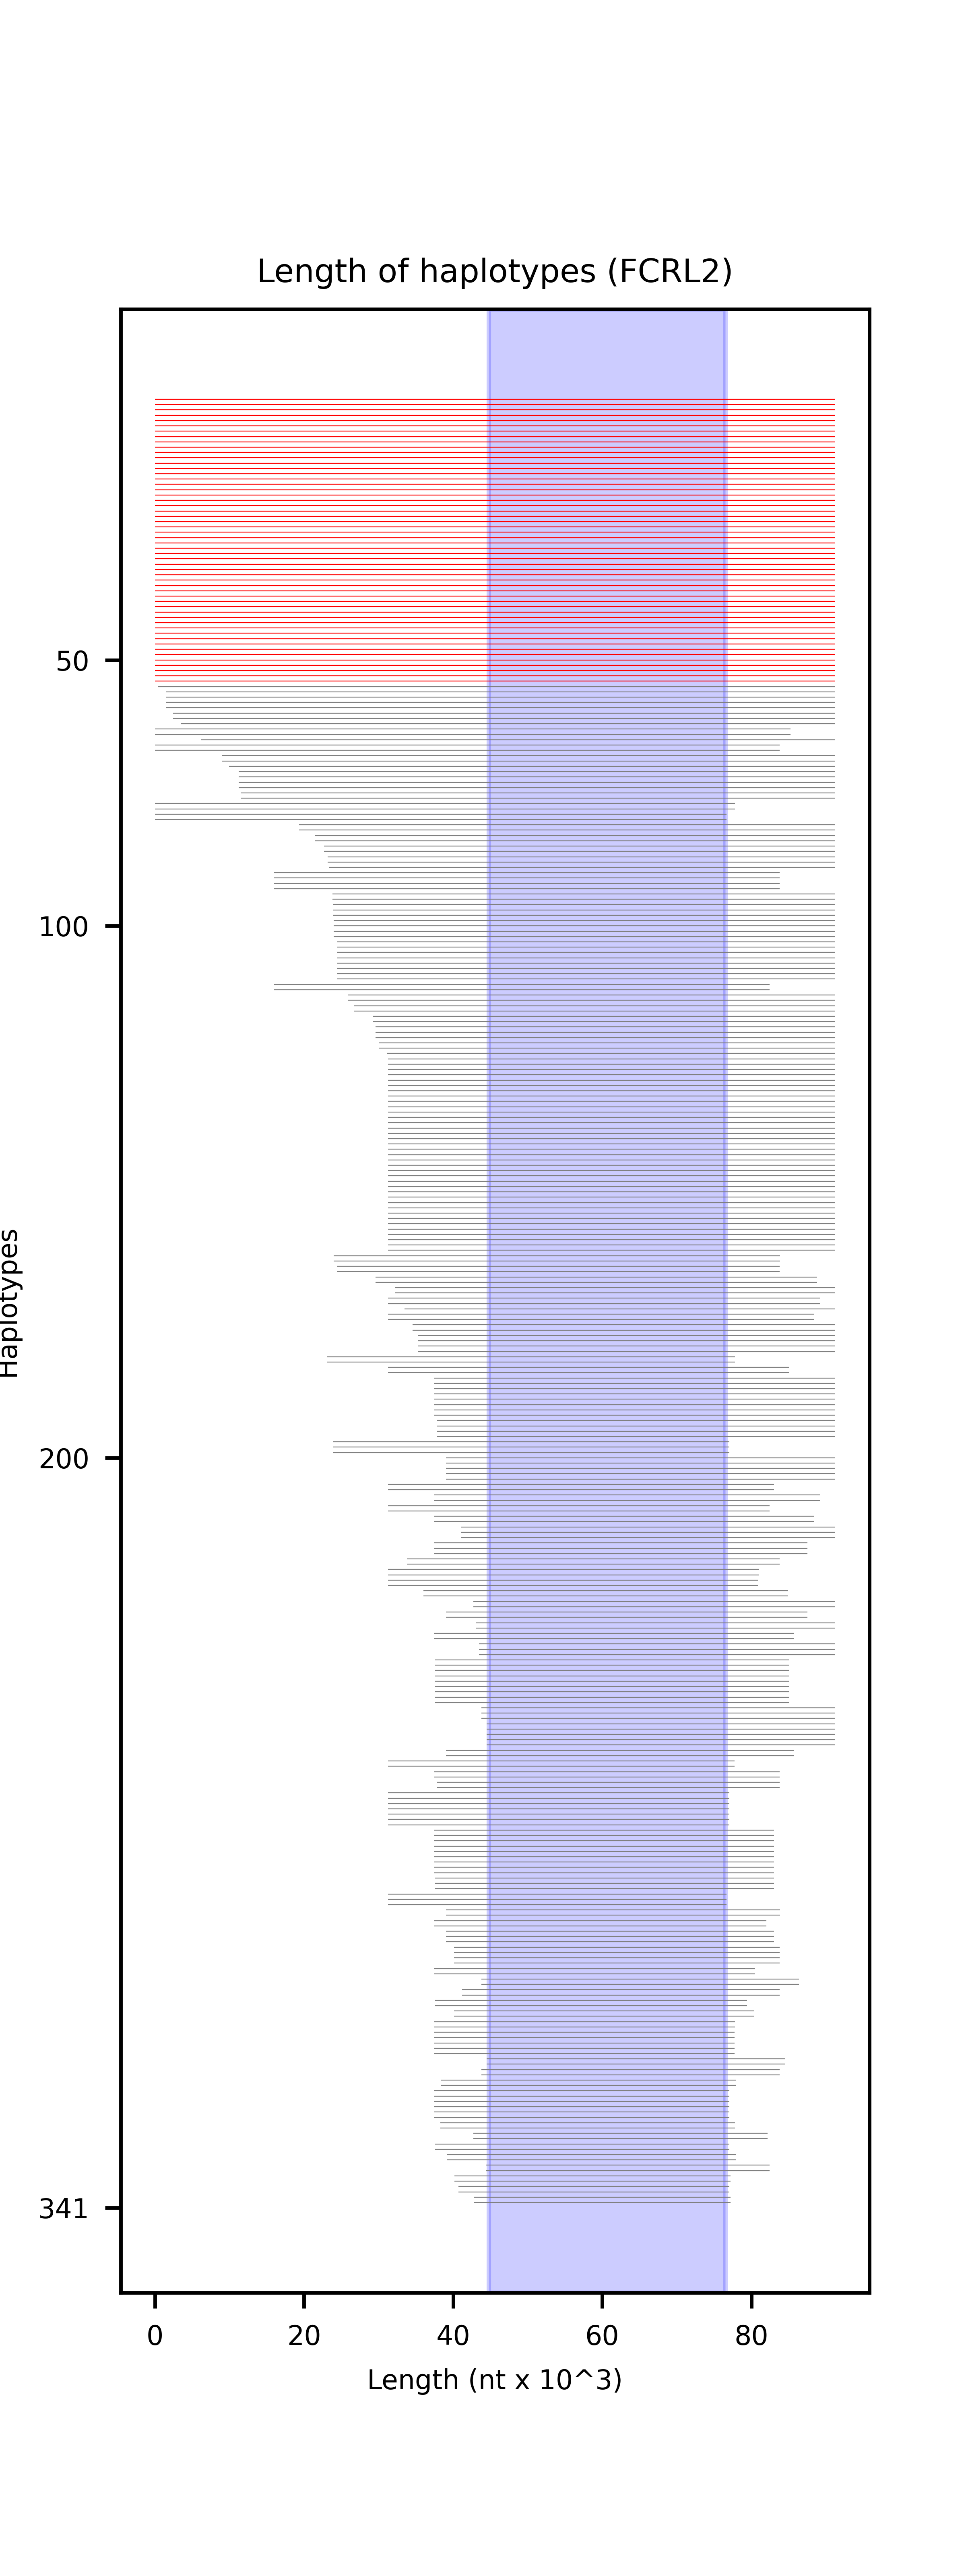 Length of haplotypes (FCRL2)
50
100
200
341
Haplotypes
0 20 40 60 80
Length (nt x 10^3)